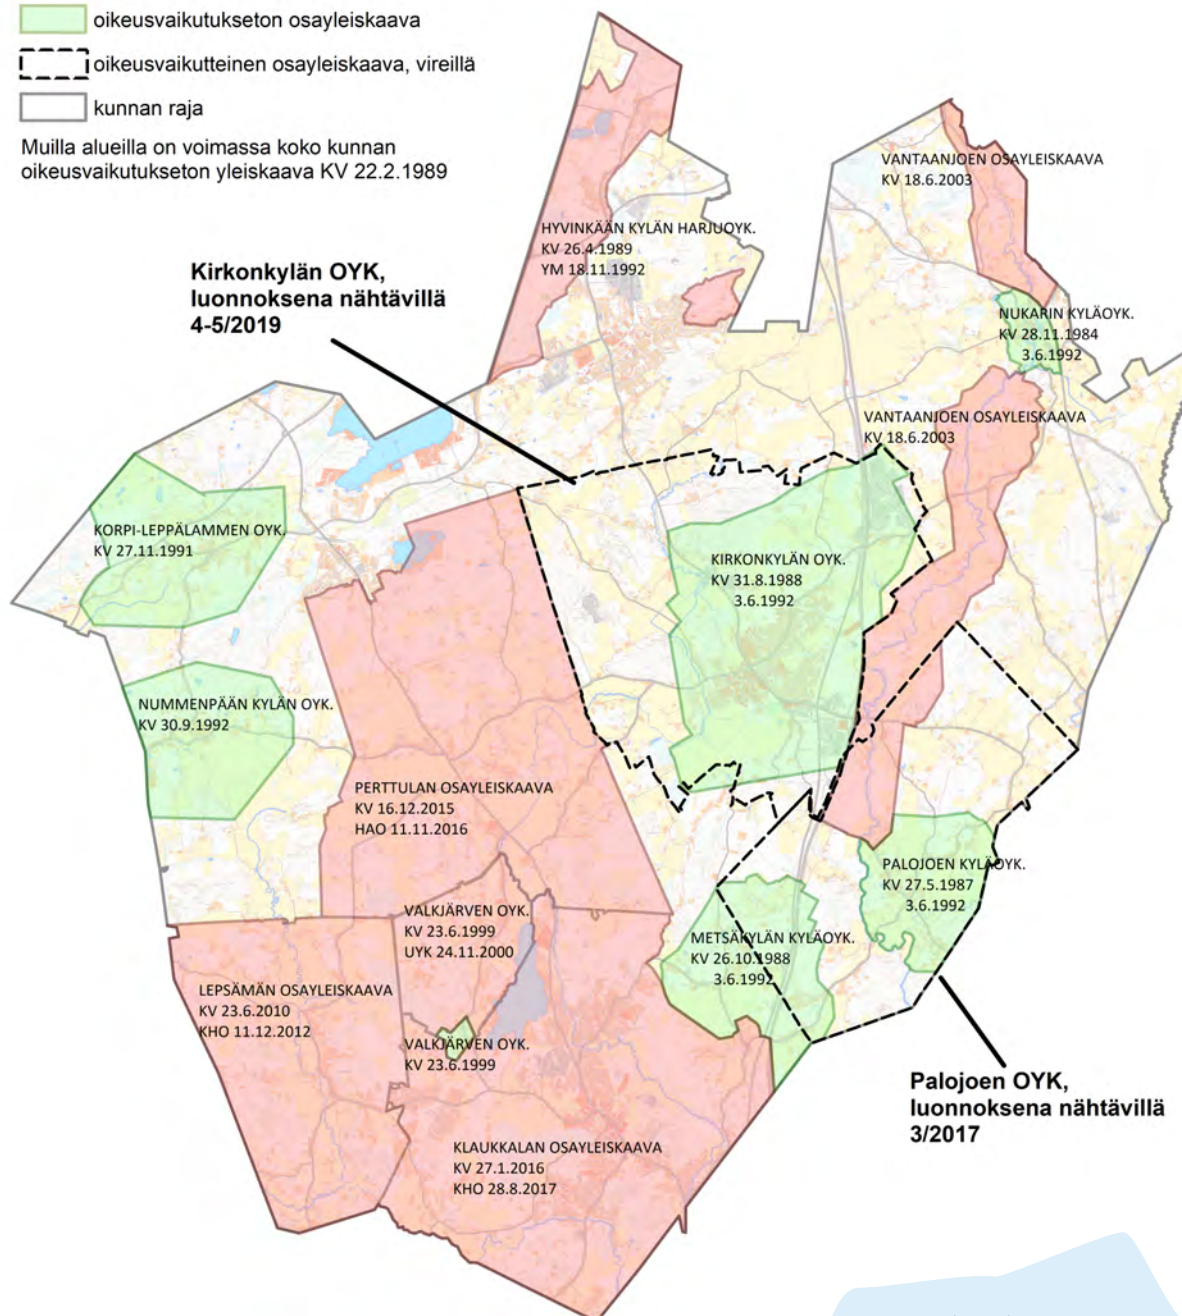 oikeusvaikutukseton osayleiskaava
oikeusvaikutteinen osayleiskaava, vireillä
kunnan raja
Muilla alueilla on voimassa koko kunnan
oikeusvaikutukseton yleiskaava KV 22.2.1989
VANTAANJOEN OSAYLEISKAAVA
KV 18.6.2003
HYVINKÄÄN KYLÄN HARJUOYK.
KV 26.4.1989
YM 18.11.1992
Kirkonkylän OYK,
luonnoksena nähtävillä
4-5/2019
NUKARIN KYLÄOYK.
KV 28.11.1984
3.6.1992
VANTAANJOEN OSAYLEISKAAVA
KV 18.6.2003
KORPI-LEPPÄLAMMEN OYK.
KV 27.11.1991
KIRKONKYLÄN OYK.
KV 31.8.1988
3.6.1992
NUMMENPÄÄN KYLÄN OYK.
KV 30.9.1992
PERTTULAN OSAYLEISKAAVA
KV 16.12.2015
HAO 11.11.2016
PALOJOEN KYLÄOYK.
KV 27.5.1987
3.6.1992
VALKJÄRVEN OYK.
KV 23.6.1999
UYK 24.11.2000
METSÄKYLÄN KYLÄOYK.
KV 26.10.1988
3.6.1992
LEPSÄMÄN OSAYLEISKAAVA
KV 23.6.2010
KHO 11.12.2012
VALKJÄRVEN OYK.
KV 23.6.1999
Palojoen OYK,
luonnoksena nähtävillä
3/2017
KLAUKKALAN OSAYLEISKAAVA
KV 27.1.2016
KHO 28.8.2017